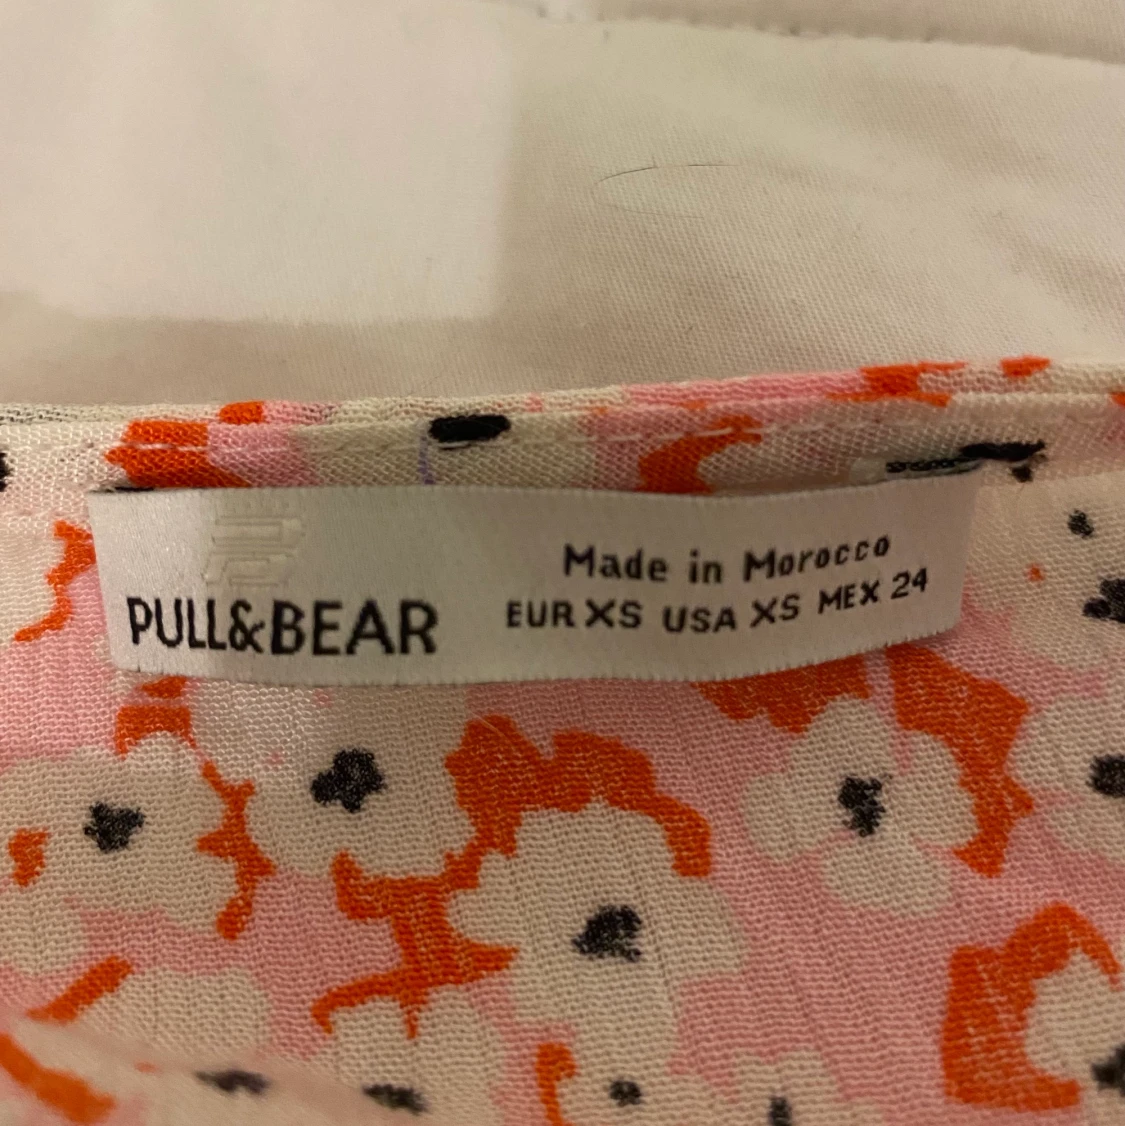 PULL&BEAR
Made in Morocco
EUR XS USA XS MEX 24